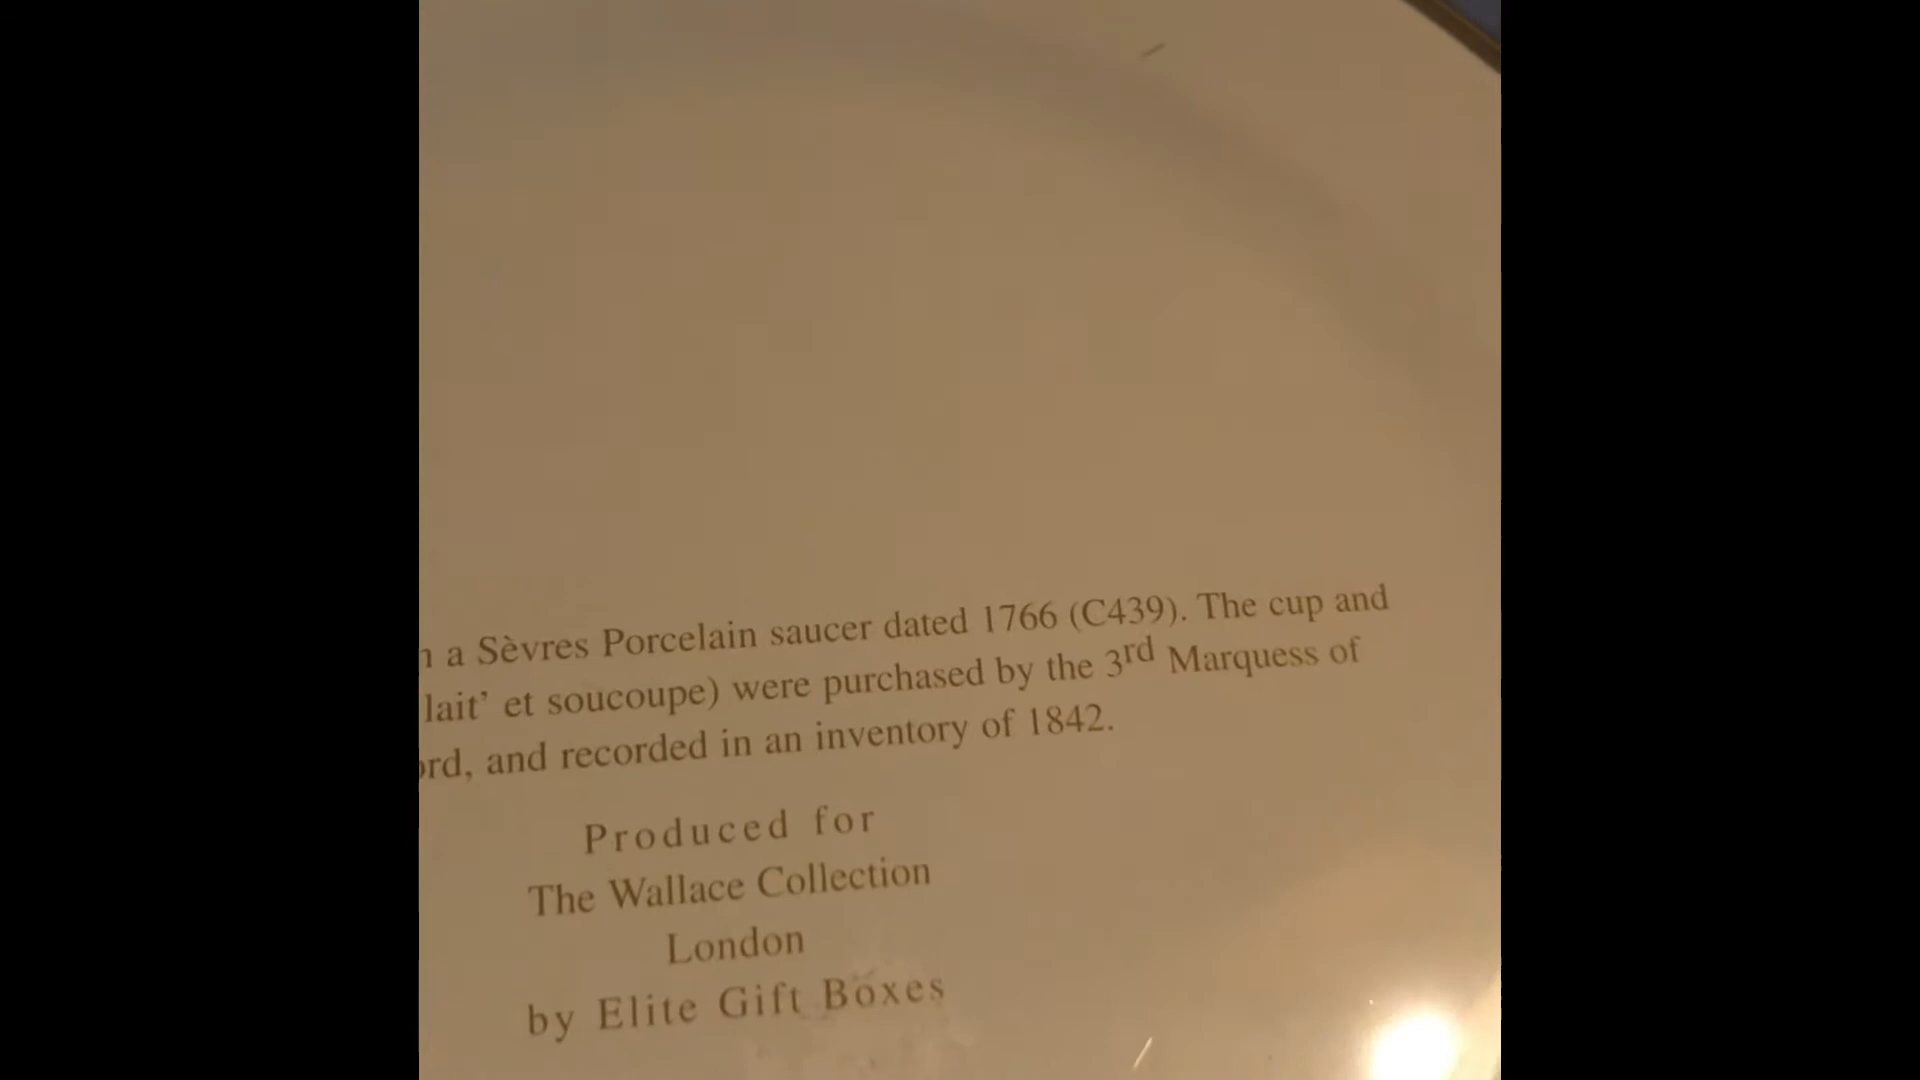 a Sèvres Porcelain saucer dated 1766 (C439). The cup and
lait’ et soucoupe) were purchased by the 3rd Marquess of
and recorded in an inventory of 1842.
Produced for
The Wallace Collection
London
by Elite Gift Boxes